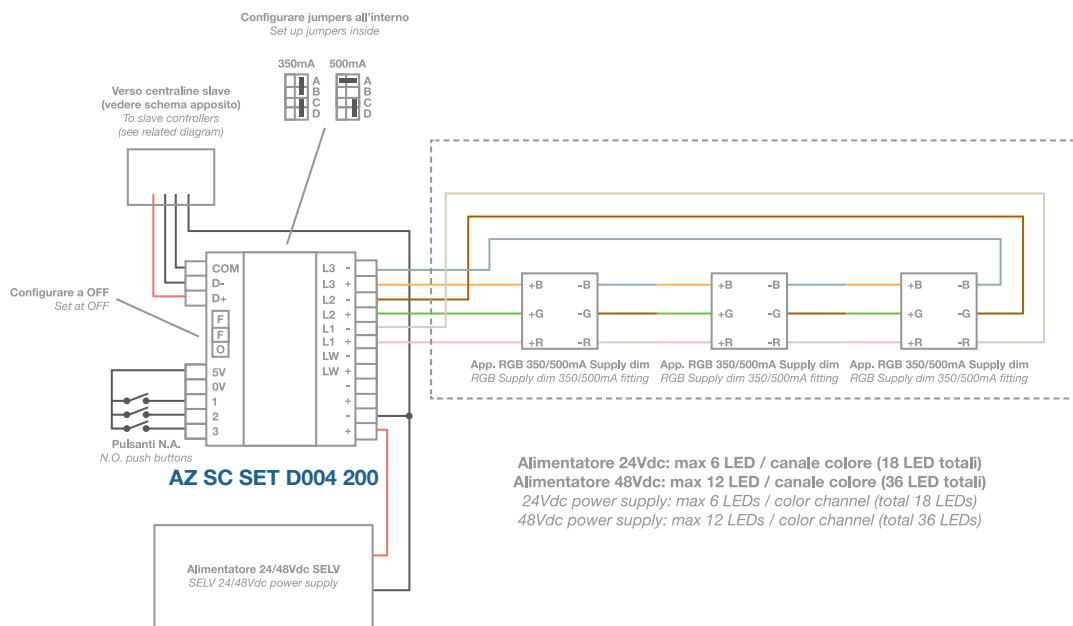 Configurare jumpers all'interno
Set up jumpers inside
350mA
500mA
A
B
C
D
A
B
C
D
Verso centraline slave
(vedere schema apposito)
To slave controllers
(see related diagram)
Configurare a OFF
Set at OFF
COM
D-
D+
F
F
O
5V
0V
1
2
3
L3 -
L3 +
L2 -
L2 +
L1 -
L1 +
LW -
LW +
-
+
-
+
Pulsanti N.A.
N.O. push buttons
AZ SC SET D004 200
+B -B
+G -G
+R -R
App. RGB 350/500mA Supply dim
RGB Supply dim 350/500mA fitting
+B -B
+G -G
+R -R
App. RGB 350/500mA Supply dim
RGB Supply dim 350/500mA fitting
+B -B
+G -G
+R -R
App. RGB 350/500mA Supply dim
RGB Supply dim 350/500mA fitting
Alimentatore 24Vdc: max 6 LED / canale colore (18 LED totali)
Alimentatore 48Vdc: max 12 LED / canale colore (36 LED totali)
24Vdc power supply: max 6 LEDs / color channel (total 18 LEDs)
48Vdc power supply: max 12 LEDs / color channel (total 36 LEDs)
Alimentatore 24/48Vdc SELV
SELV 24/48Vdc power supply